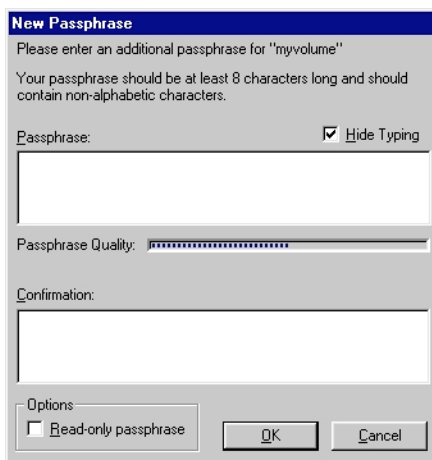 New Passphrase
Please enter an additional passphrase for "myvolume"
Your passphrase should be at least 8 characters long and should
contain non-alphabetic characters.
Passphrase:
Hide Typing
Passphrase Quality:
Confirmation:
Options
Read-only passphrase
OK
Cancel